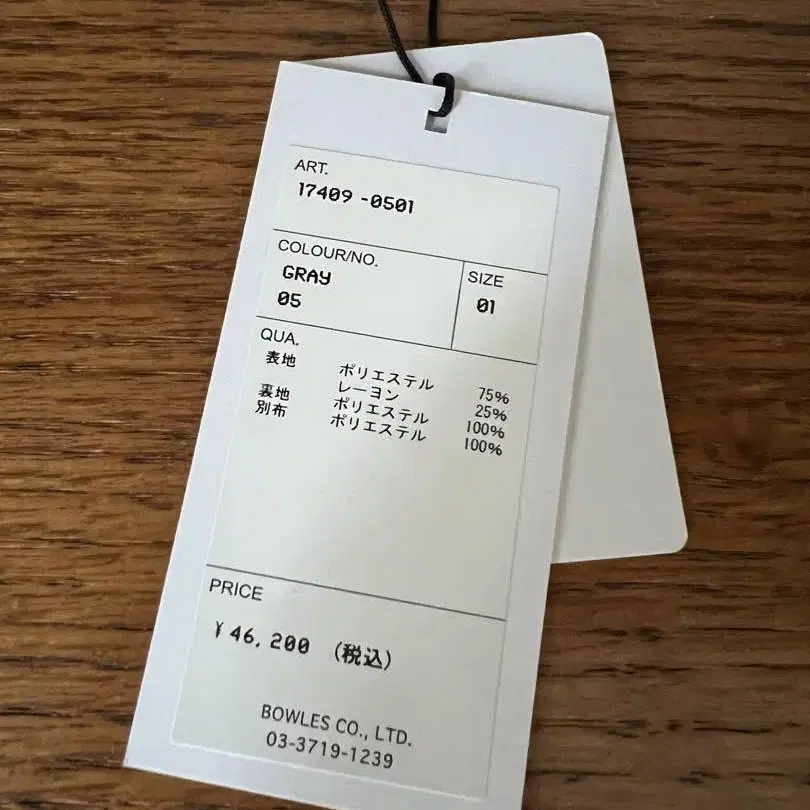 ART.
17409 -0501
COLOUR/NO.
GRAY
05
SIZE
01
QUA.
表地 ポリエステル 75%
レーヨン 25%
裏地 ポリエステル 100%
別布 ポリエステル 100%
PRICE
¥ 46,200 (税込)
BOWLES CO., LTD.
03-3719-1239